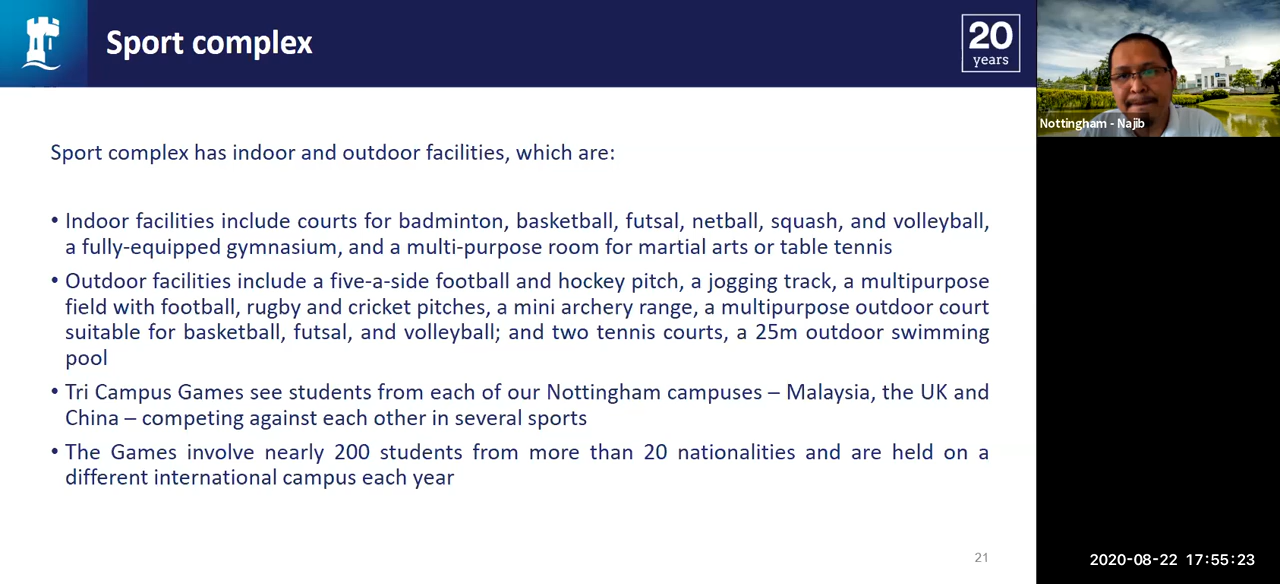 Sport complex
20
years
Nottingham - Najib
Sport complex has indoor and outdoor facilities, which are:
• Indoor facilities include courts for badminton, basketball, futsal, netball, squash, and volleyball,
a fully-equipped gymnasium, and a multi-purpose room for martial arts or table tennis
• Outdoor facilities include a five-a-side football and hockey pitch, a jogging track, a multipurpose
field with football, rugby and cricket pitches, a mini archery range, a multipurpose outdoor court
suitable for basketball, futsal, and volleyball; and two tennis courts, a 25m outdoor swimming
pool
• Tri Campus Games see students from each of our Nottingham campuses – Malaysia, the UK and
China – competing against each other in several sports
• The Games involve nearly 200 students from more than 20 nationalities and are held on a
different international campus each year
21
2020-08-22 17:55:23